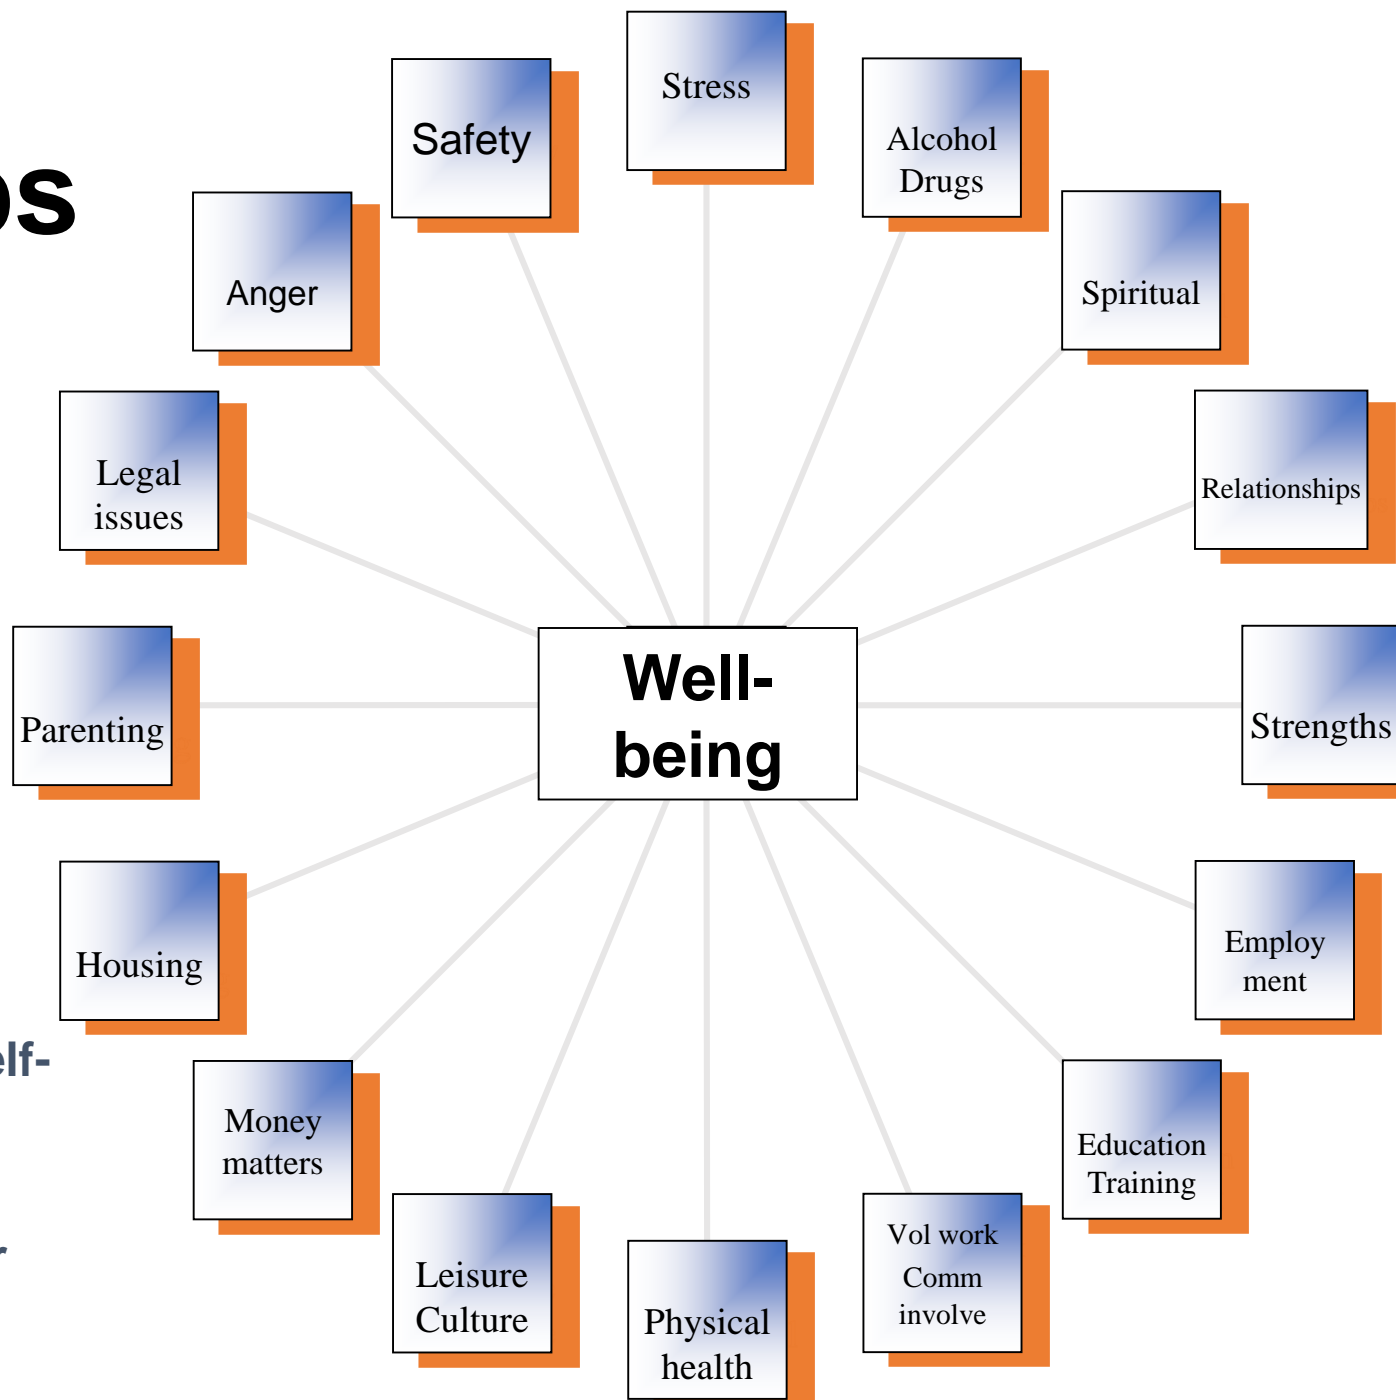 Stress
Safety
Alcohol
Drugs
Spiritual
Anger
Legal
issues
Relationships
Well-
being
Parenting
Strengths
Housing
Employ
ment
Money
matters
Education
Training
Leisure
Culture
Vol work
Comm
involve
Physical
health
elf-